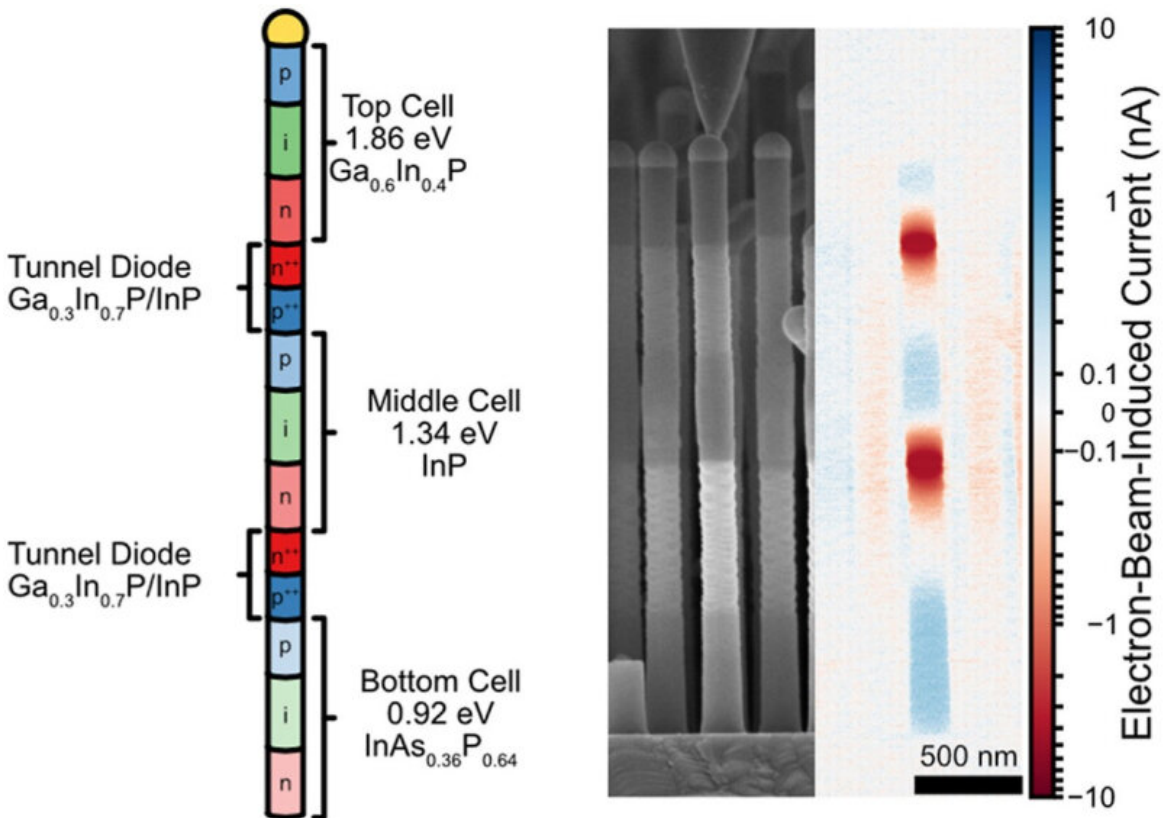 p
i
n
n++
p++
p
i
n
n++
p++
p
i
n
Top Cell
1.86 eV
Ga0.6In0.4P
Tunnel Diode
Ga0.3In0.7P/InP
Middle Cell
1.34 eV
InP
Tunnel Diode
Ga0.3In0.7P/InP
Bottom Cell
0.92 eV
InAs0.36P0.64
500 nm
10
1
0.1
0
−0.1
−1
−10
Electron-Beam-Induced Current (nA)